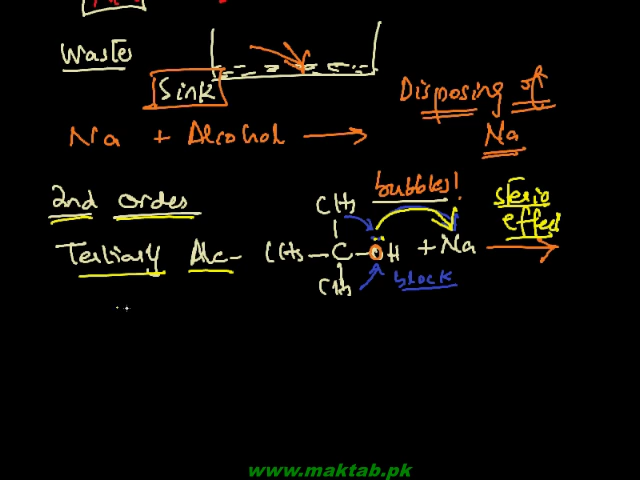 Waste
Sink
Disposing of
Na + Alcohol Na
bubbles!
2nd order CH3 steric
effect
Tertiary Alc- CH3-C-OH + Na
CH3 block
www.maktab.pk